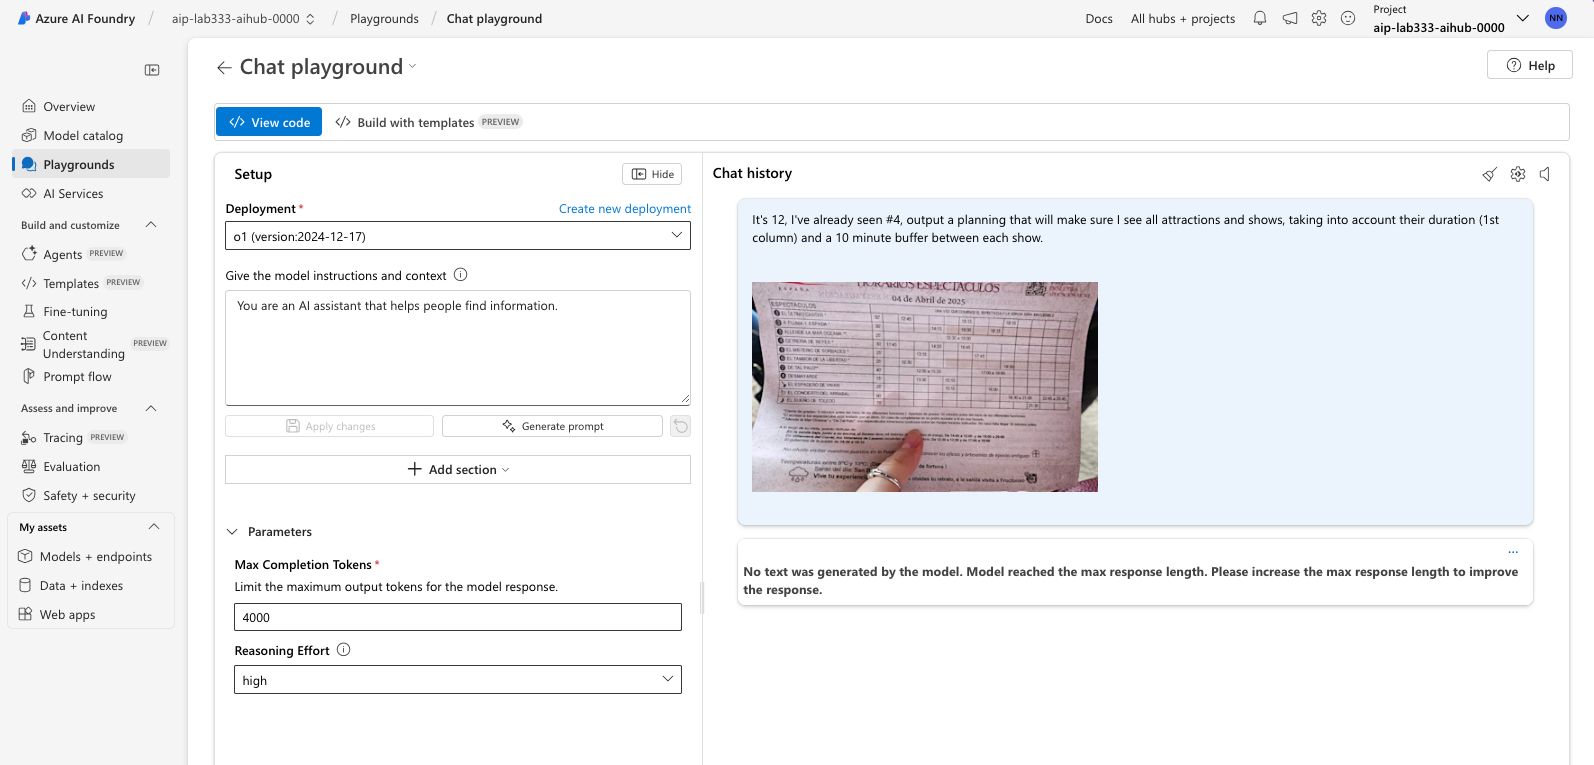 Azure AI Foundry / aip-lab333-aihub-0000 / Playgrounds / Chat playground
Docs All hubs + projects
Project
aip-lab333-aihub-0000
NN
Overview
Model catalog
Playgrounds
AI Services
Build and customize
Agents PREVIEW
Templates PREVIEW
Fine-tuning
Content
Understanding PREVIEW
Prompt flow
Assess and improve
Tracing PREVIEW
Evaluation
Safety + security
My assets
Models + endpoints
Data + indexes
Web apps
Chat playground
Help
View code
Build with templates PREVIEW
Setup
Hide
Deployment *
Create new deployment
o1 (version:2024-12-17)
Give the model instructions and context
You are an AI assistant that helps people find information.
Apply changes
Generate prompt
Add section
Parameters
Max Completion Tokens *
Limit the maximum output tokens for the model response.
4000
Reasoning Effort
high
Chat history
It's 12, I've already seen #4, output a planning that will make sure I see all attractions and shows, taking into account their duration (1st
column) and a 10 minute buffer between each show.
HORARIOS ESPECTÁCULOS
04 de Abril de 2025
ESPECTÁCULOS
No text was generated by the model. Model reached the max response length. Please increase the max response length to improve
the response.